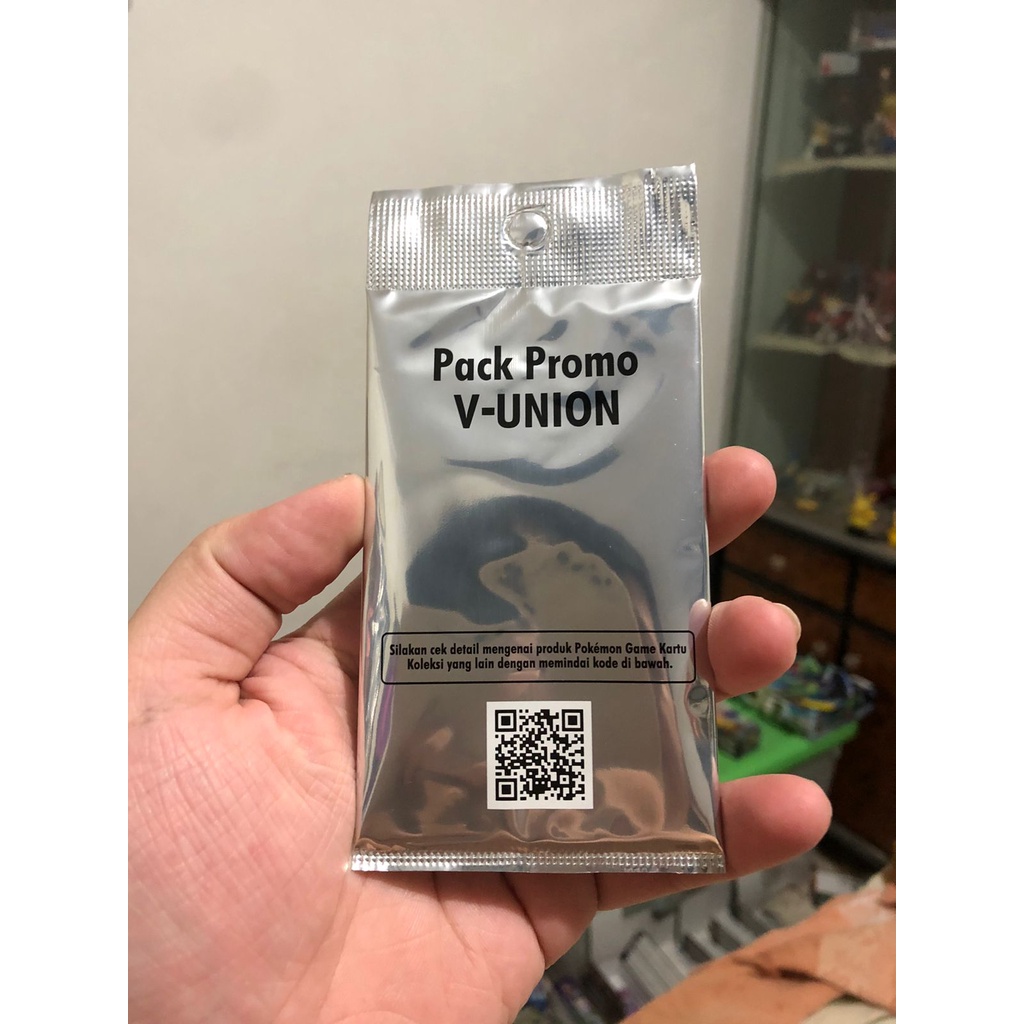 Pack Promo
V-UNION
Silakan cek detail mengenai produk Pokémon Game Kartu
Koleksi yang lain dengan memindai kode di bawah.